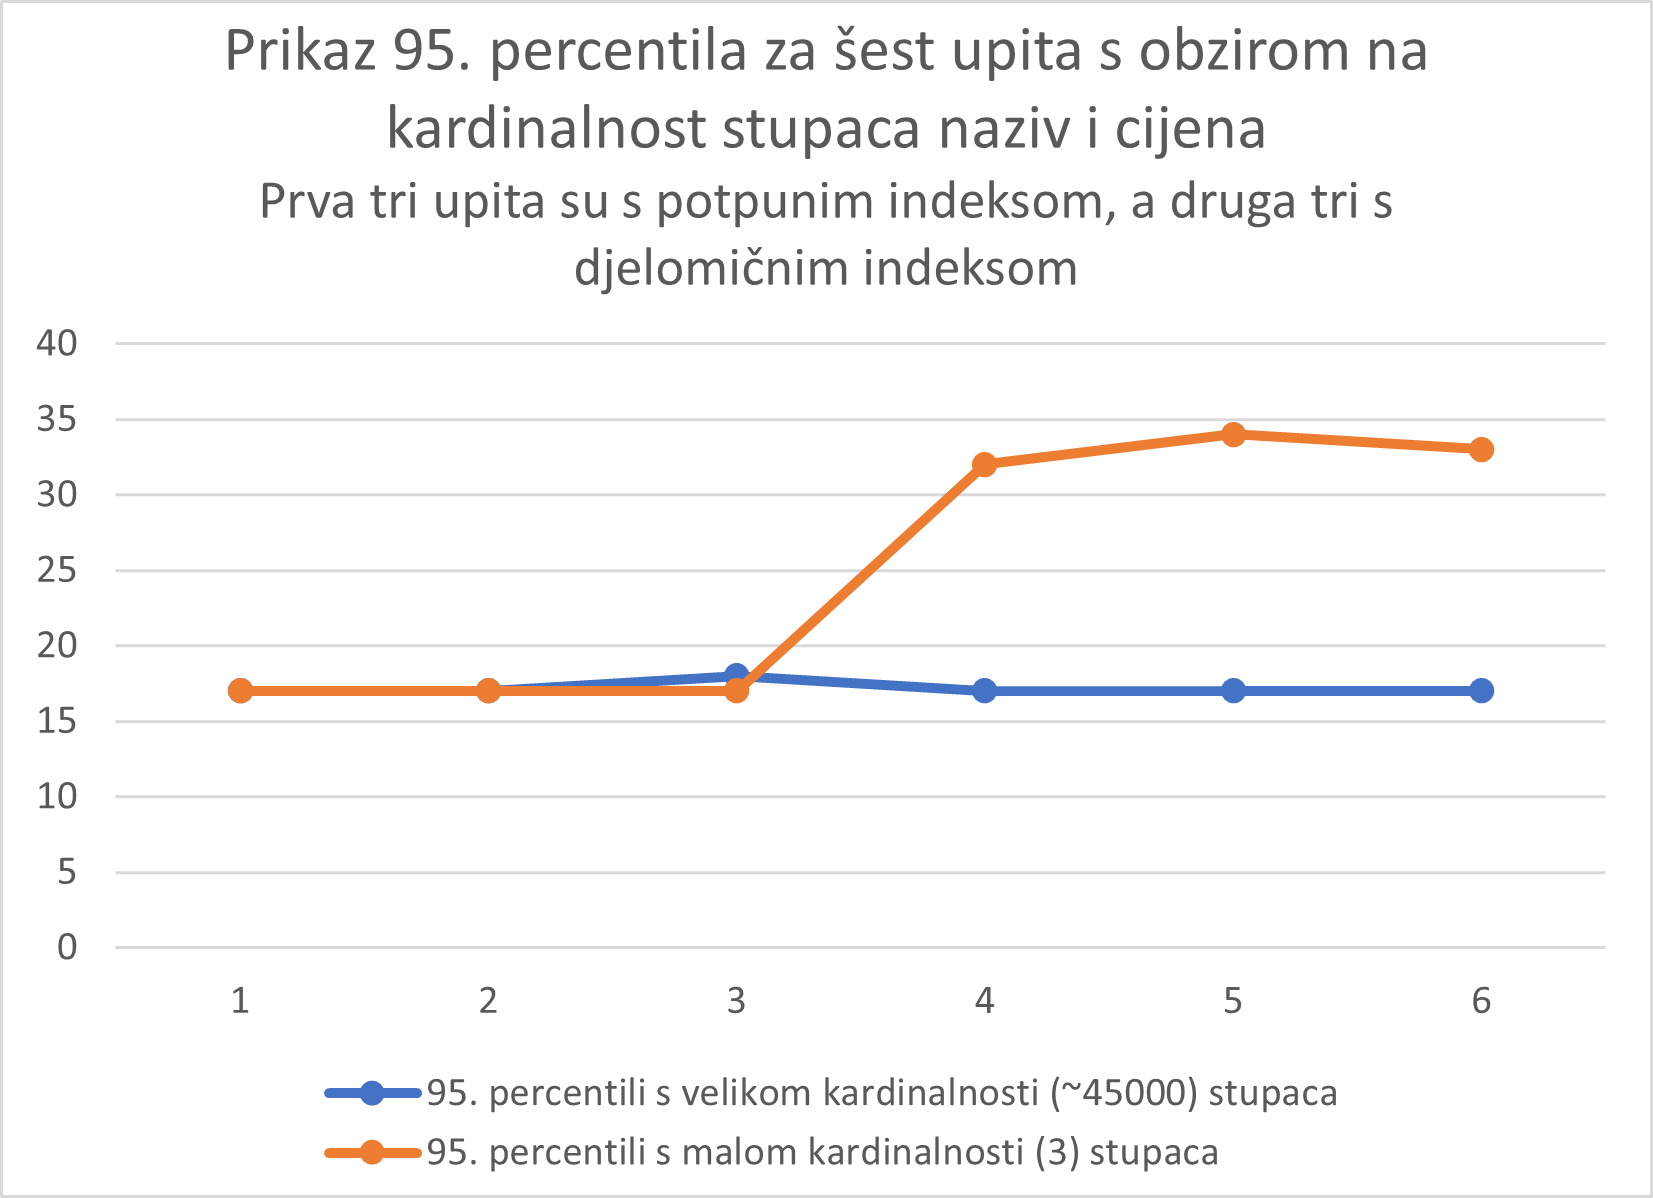 Prikaz 95. percentila za šest upita s obzirom na
kardinalnost stupaca naziv i cijena
Prva tri upita su s potpunim indeksom, a druga tri s
djelomičnim indeksom
40
35
30
25
20
15
10
5
0
1 2 3 4 5 6
95. percentili s velikom kardinalnosti (~45000) stupaca
95. percentili s malom kardinalnosti (3) stupaca